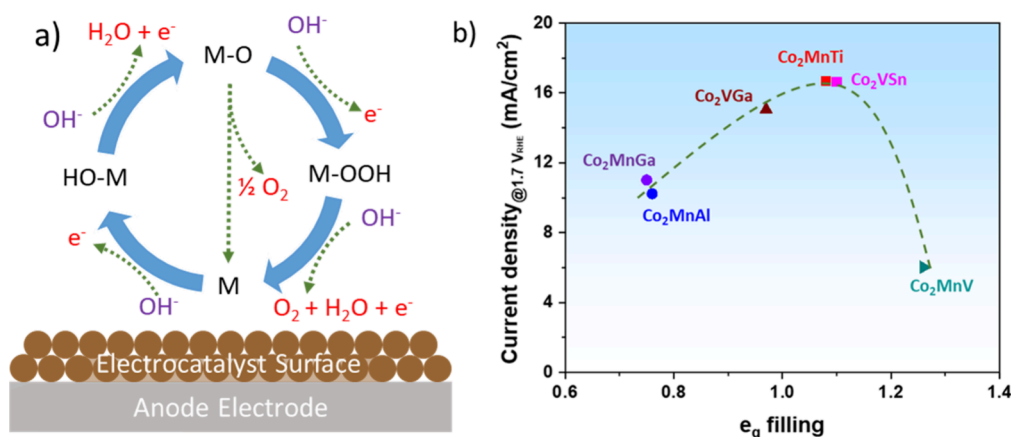 a)
H₂O + e⁻
M-O
OH⁻
OH⁻
e⁻
HO-M
½ O₂
M-OOH
e⁻
OH⁻
M
OH⁻
O₂ + H₂O + e⁻
Electrocatalyst Surface
Anode Electrode
b)
Current density@1.7 VRHE (mA/cm²)
20
16
12
8
4
0
Co₂MnTi
Co₂VSn
Co₂VGa
Co₂MnGa
Co₂MnAl
Co₂MnV
0.6 0.8 1.0 1.2 1.4
eg filling